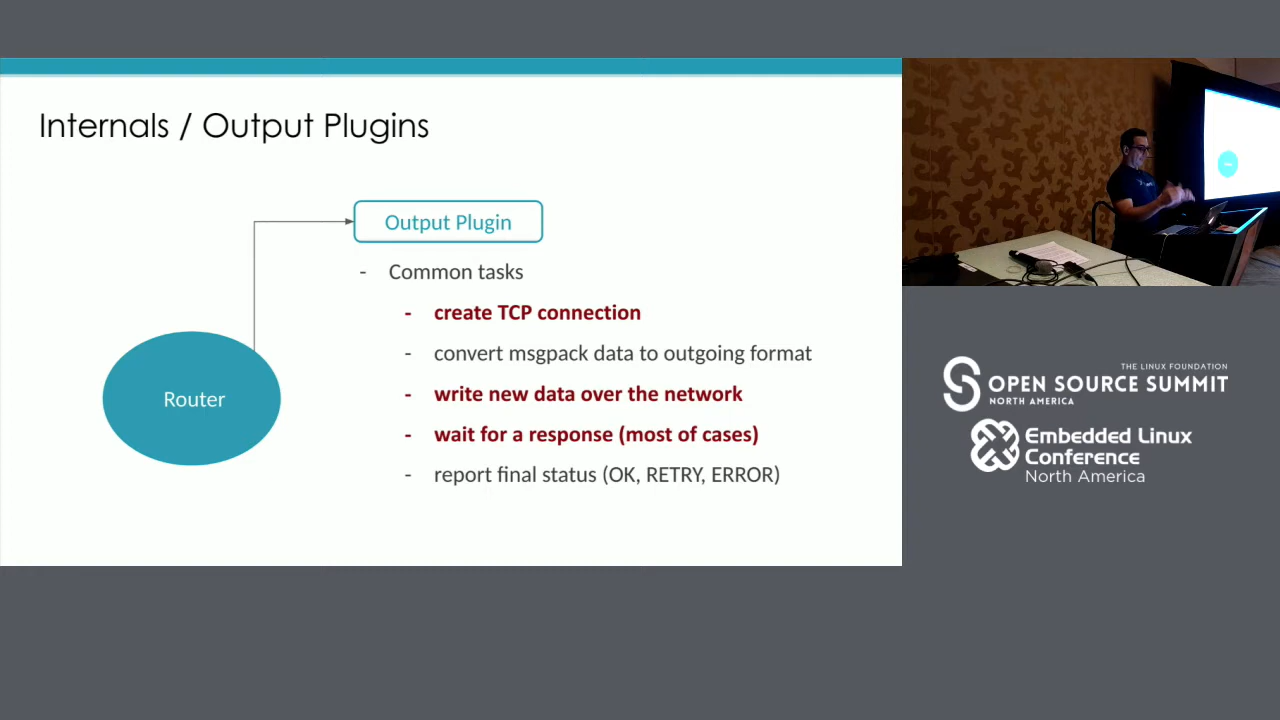 Internals / Output Plugins
Output Plugin
- Common tasks
- create TCP connection
- convert msgpack data to outgoing format
- write new data over the network
- wait for a response (most of cases)
- report final status (OK, RETRY, ERROR)
Router
THE LINUX FOUNDATION
OPEN SOURCE SUMMIT
NORTH AMERICA
Embedded Linux
Conference
North America